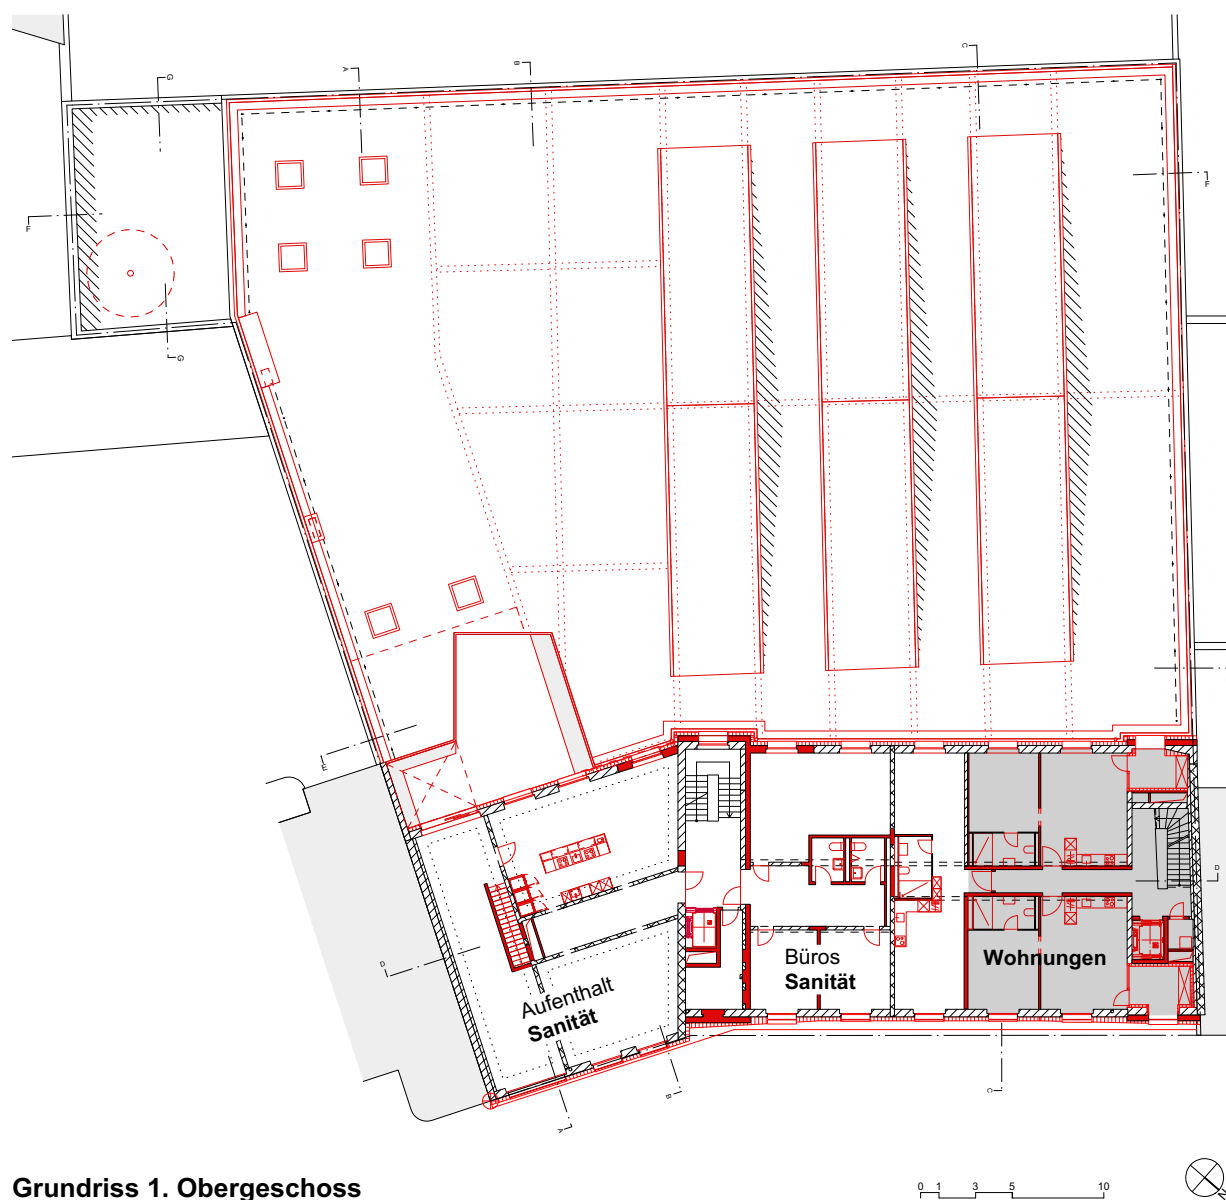 G
A
B
C
F
F
G
E
D
D
Büros
Sanität
Wohnungen
Aufenthalt
Sanität
C
B
A
Grundriss 1. Obergeschoss
0 1 3 5 10